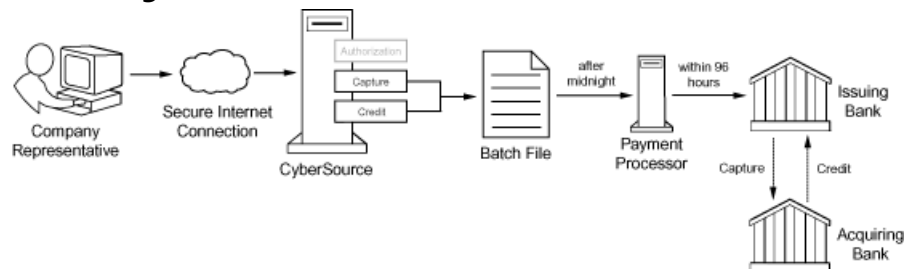 Authorization
Capture
Credit
after
midnight
within 96
hours
Issuing
Bank
Secure Internet
Connection
Company
Representative
CyberSource
Batch File
Payment
Processor
Capture
Credit
Acquiring
Bank